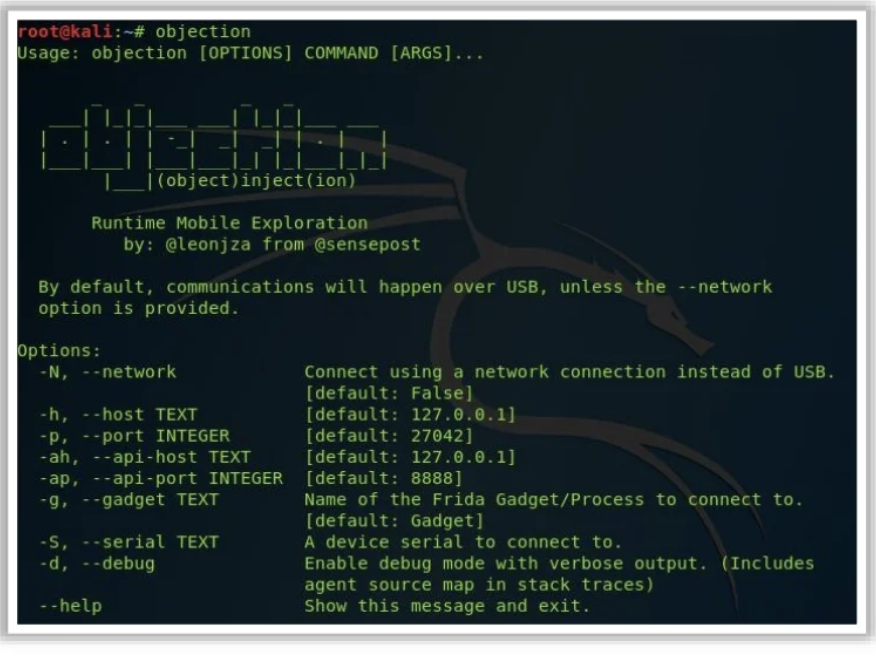 root@kali:~# objection
Usage: objection [OPTIONS] COMMAND [ARGS]...
objection
|___|(object)inject(ion)
Runtime Mobile Exploration
by: @leonjza from @sensepost
By default, communications will happen over USB, unless the --network
option is provided.
Options:
-N, --network Connect using a network connection instead of USB.
[default: False]
-h, --host TEXT [default: 127.0.0.1]
-p, --port INTEGER [default: 27042]
-ah, --api-host TEXT [default: 127.0.0.1]
-ap, --api-port INTEGER [default: 8888]
-g, --gadget TEXT Name of the Frida Gadget/Process to connect to.
[default: Gadget]
-S, --serial TEXT A device serial to connect to.
-d, --debug Enable debug mode with verbose output. (Includes
agent source map in stack traces)
--help Show this message and exit.